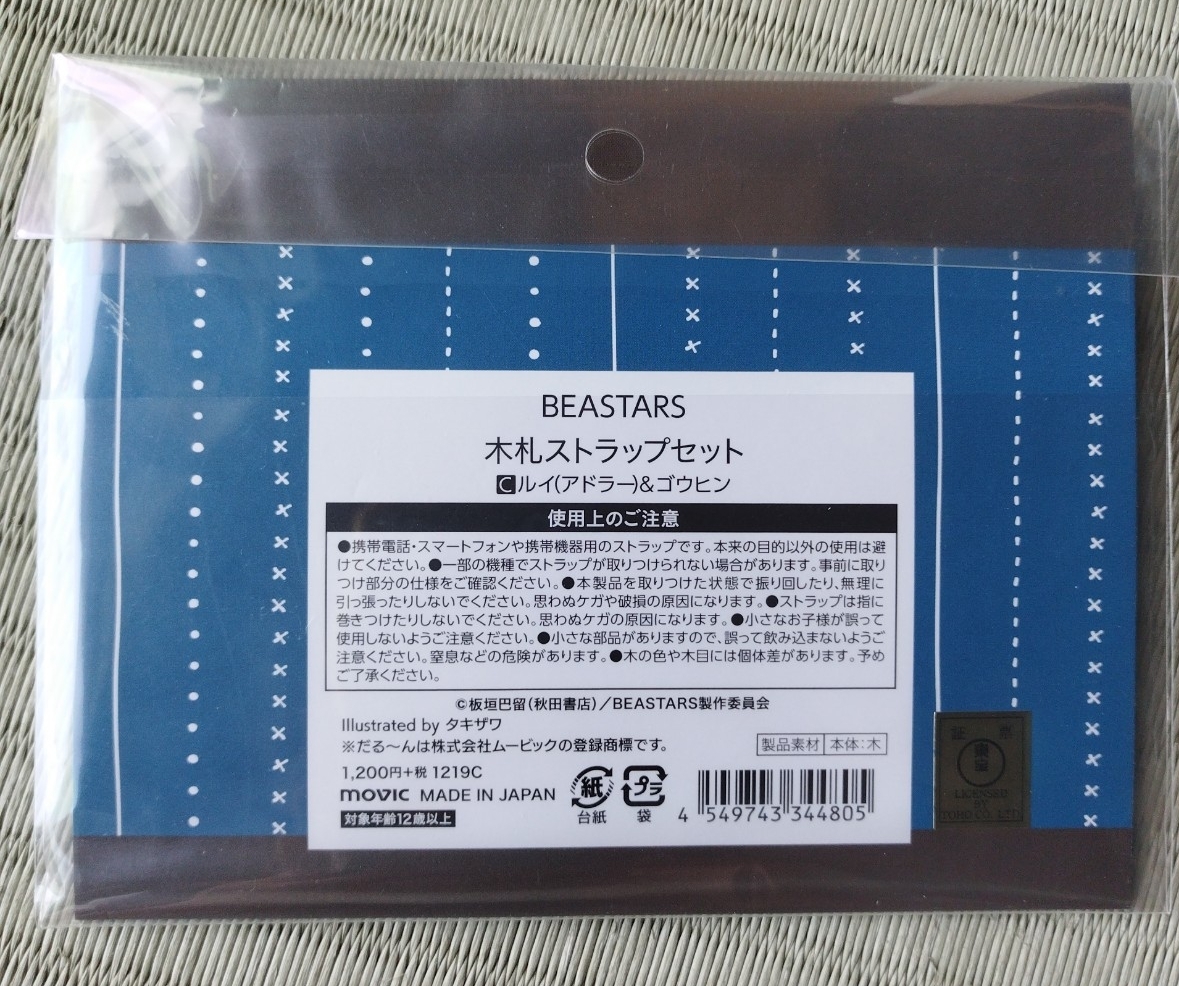 BEASTARS
木札ストラップセット
Cルイ(アドラー)&ゴウヒン
使用上のご注意
●携帯電話・スマートフォンや携帯機器用のストラップです。本来の目的以外の使用は避
けてください。●一部の機種でストラップが取りつけられない場合があります。事前に取り
つけ部分の仕様をご確認ください。●本製品を取りつけた状態で振り回したり、無理に
引っ張ったりしないでください。思わぬケガや破損の原因になります。●ストラップは指に
巻きつけたりしないでください。思わぬケガの原因になります。●小さなお子様が誤って
使用しないようご注意ください。●小さな部品がありますので、誤って飲み込まないようご
注意ください。窒息などの危険があります。●木の色や木目には個体差があります。予め
ご了承ください。
©板垣巴留(秋田書店)/BEASTARS製作委員会
Illustrated by タキザワ
※だる〜んは株式会社ムービックの登録商標です。
製品素材 本体:木
1,200円+税 1219C
movic MADE IN JAPAN
対象年齢12歳以上
紙
台紙
プラ
袋
4 549743 344805
証票
東宝
LICENSED
BY
TOHO CO., LTD.